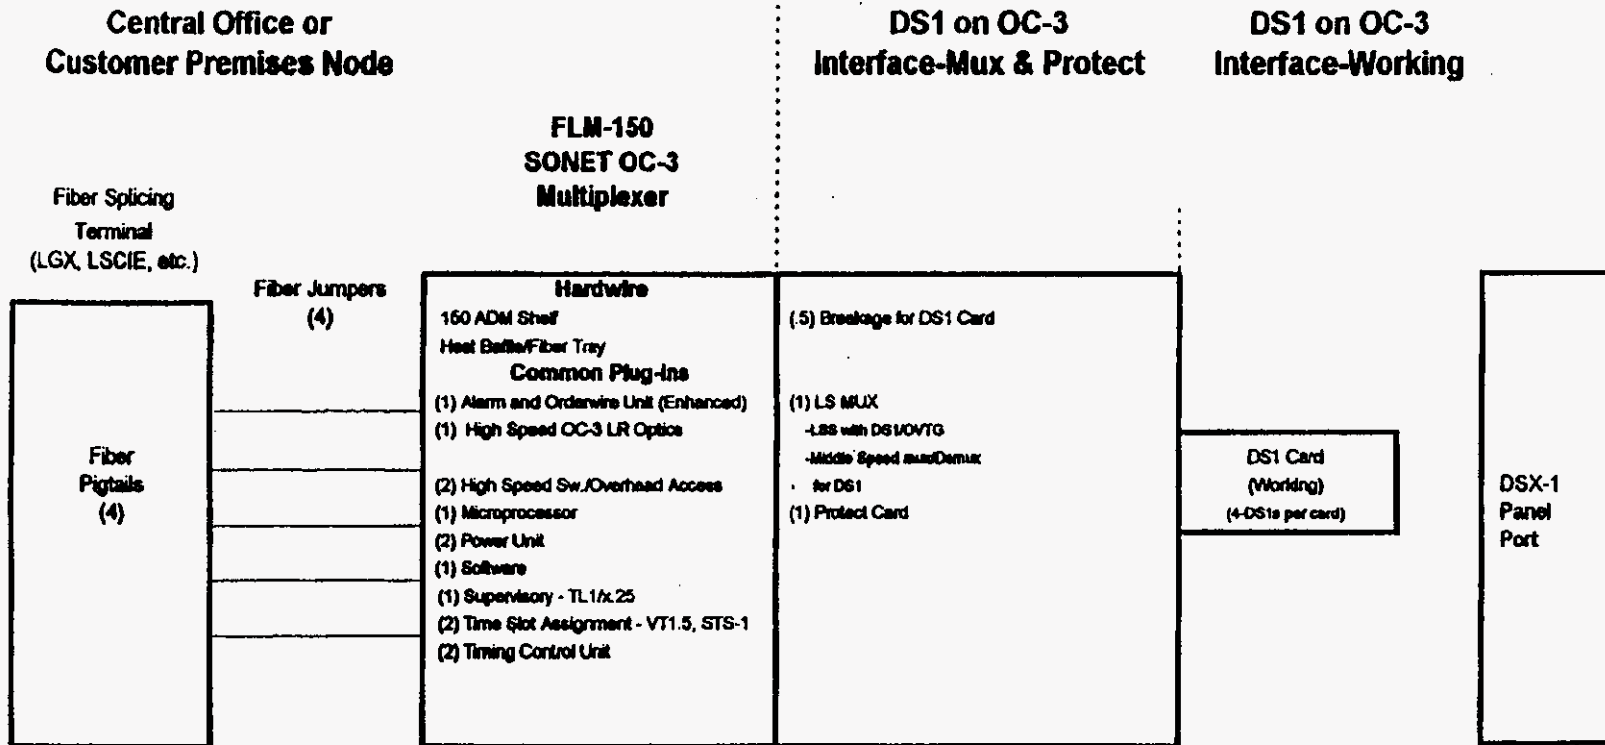 Central Office or
Customer Premises Node
DS1 on OC-3
Interface-Mux & Protect
DS1 on OC-3
Interface-Working
FLM-150
SONET OC-3
Multiplexer
Fiber Splicing
Terminal
(LGX, LSCIE, etc.)
Fiber Jumpers
(4)
Fiber
Pigtails
(4)
Hardwire
150 ADM Shelf
Heat Baffle/Fiber Tray
Common Plug-Ins
(1) Alarm and Orderwire Unit (Enhanced)
(1) High Speed OC-3 LR Optics
(2) High Speed Sw./Overhead Access
(1) Microprocessor
(2) Power Unit
(1) Software
(1) Supervisory - TL1/x.25
(2) Time Slot Assignment - VT1.5, STS-1
(2) Timing Control Unit
(.5) Breakage for DS1 Card
(1) LS MUX
-LSS with DS1/OVTG
-Middle Speed mux/Demux
for DS1
(1) Protect Card
DS1 Card
(Working)
(4-DS1s per card)
DSX-1
Panel
Port